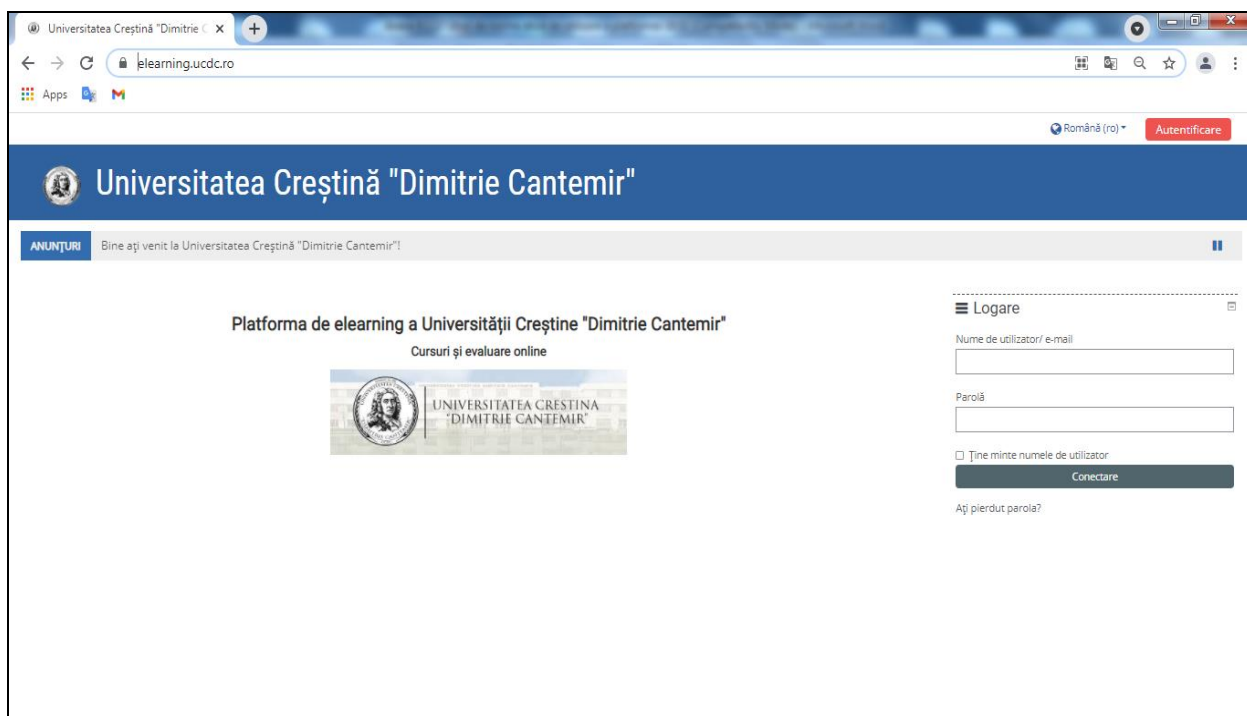 Universitatea Creștină "Dimitrie C
elearning.ucdc.ro
Apps
Română (ro)
Autentificare
Universitatea Creștină "Dimitrie Cantemir"
ANUNȚURI
Bine ați venit la Universitatea Creștină "Dimitrie Cantemir"!
Platforma de elearning a Universității Creștine "Dimitrie Cantemir"
Cursuri și evaluare online
UNIVERSITATEA CRESTINA
"DIMITRIE CANTEMIR"
Logare
Nume de utilizator/ e-mail
Parolă
Ține minte numele de utilizator
Conectare
Aţi pierdut parola?